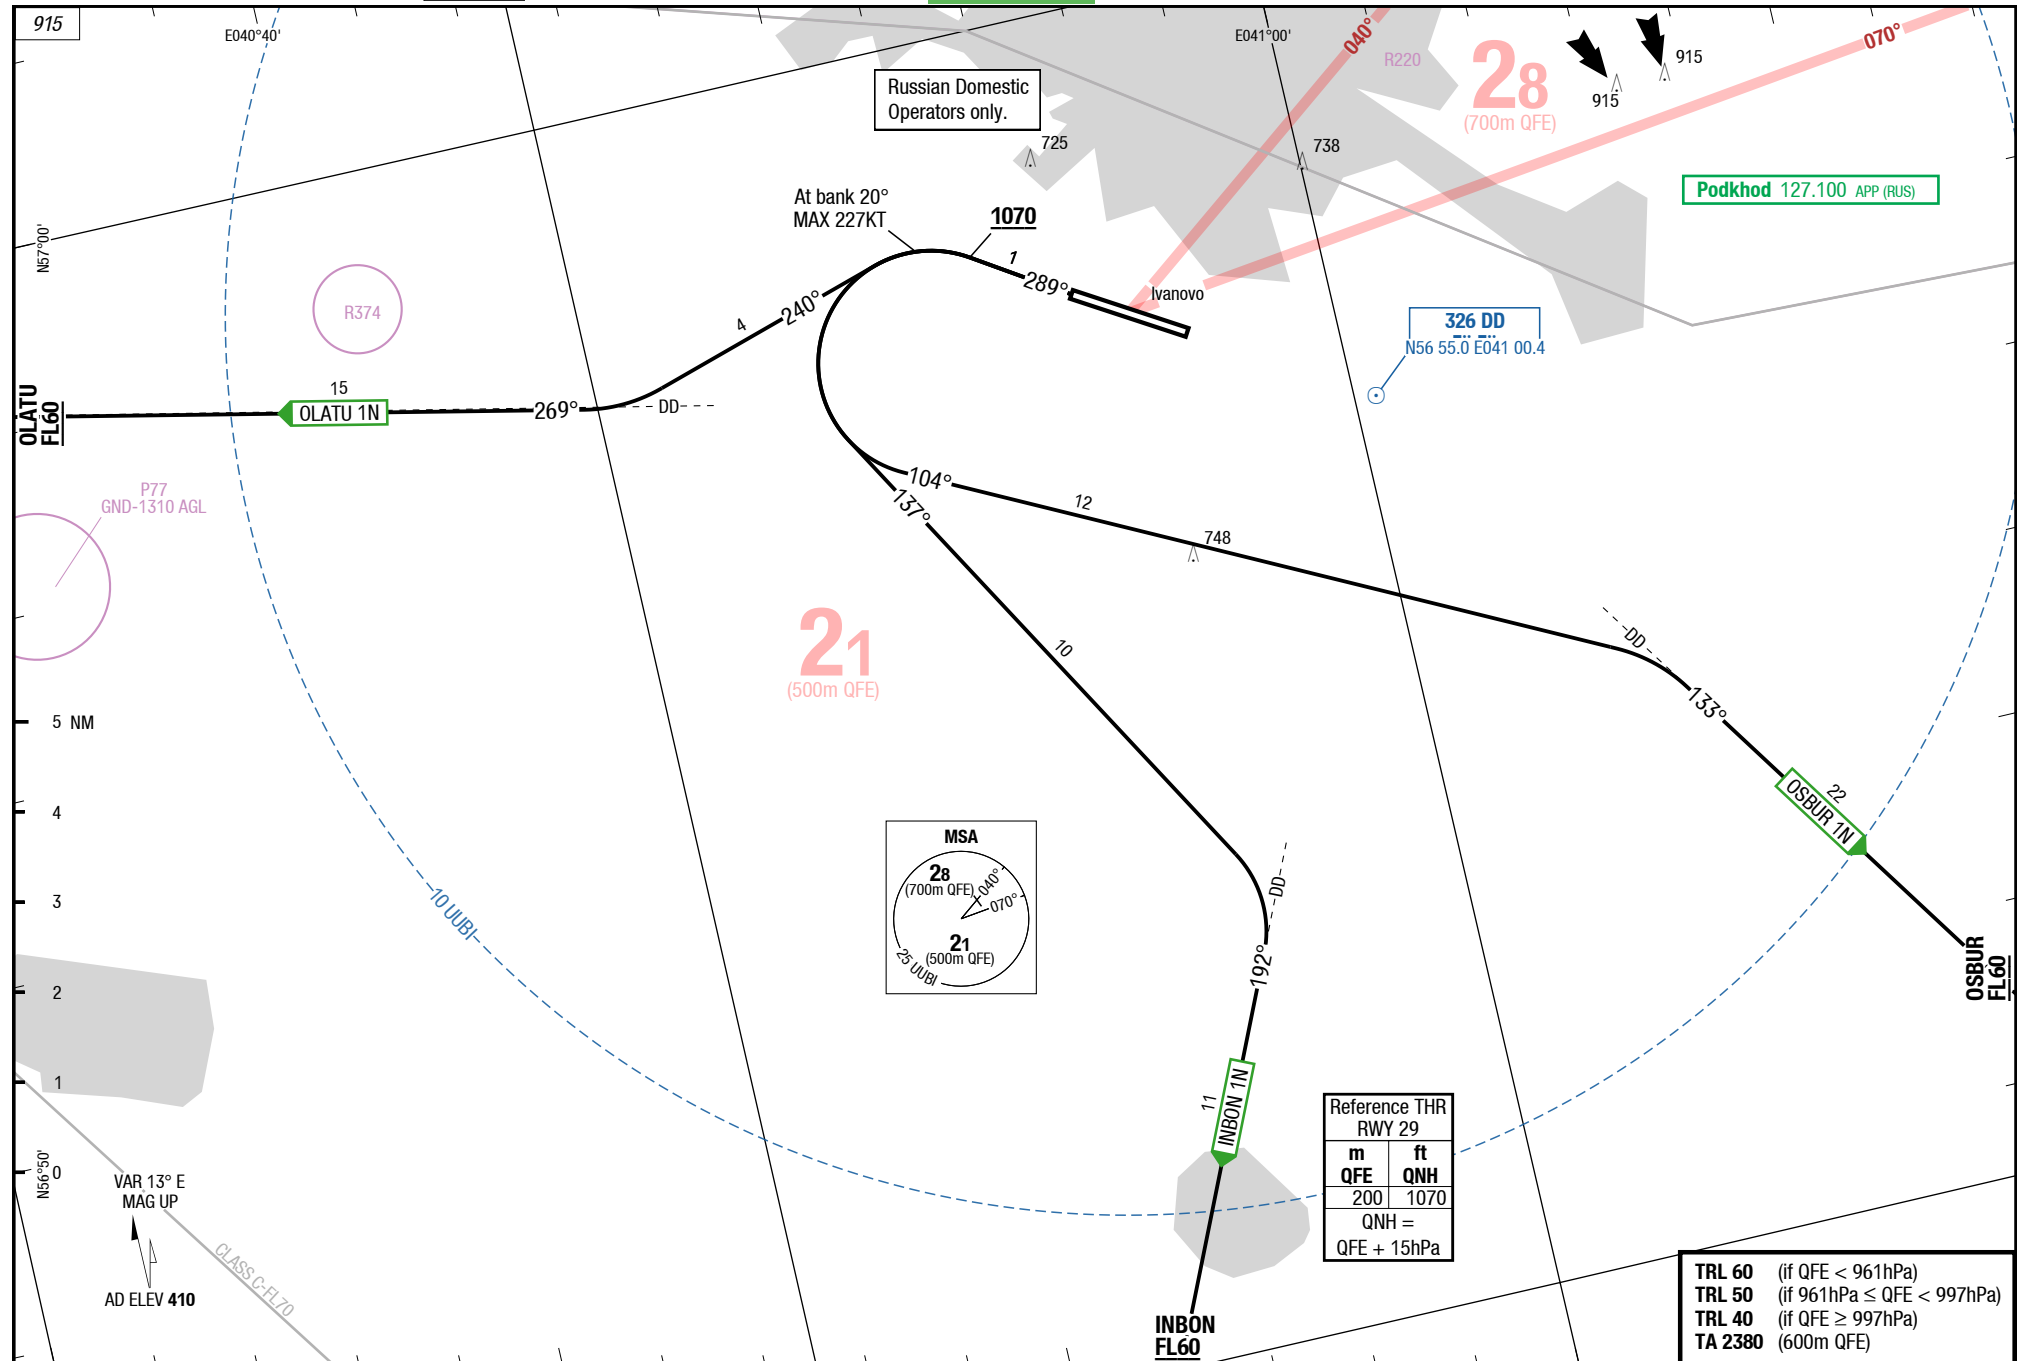 915
E040°40'
E041°00'
040°
070°
R220
28
(700m QFE)
915
915
Russian Domestic
Operators only.
725
738
Podkhod 127.100 APP (RUS)
At bank 20°
MAX 227KT
1070
1
289°
Ivanovo
N57°00'
R374
240°
4
326 DD
N56 55.0 E041 00.4
OLATU
FL60
15
OLATU 1N
269°
DD
P77
GND-1310 AGL
104°
137°
12
748
10
21
(500m QFE)
DD
133°
22
OSBUR 1N
OSBUR
FL60
5 NM
4
3
2
1
0
10 UUBI
MSA
28
(700m QFE)
040°
070°
21
(500m QFE)
25 UUBI
DD
192°
11
INBON 1N
INBON
FL60
Reference THR
RWY 29
m ft
QFE QNH
200 1070
QNH =
QFE + 15hPa
N56°50'
VAR 13° E
MAG UP
AD ELEV 410
CLASS C-FL70
TRL 60 (if QFE < 961hPa)
TRL 50 (if 961hPa ≤ QFE < 997hPa)
TRL 40 (if QFE ≥ 997hPa)
TA 2380 (600m QFE)